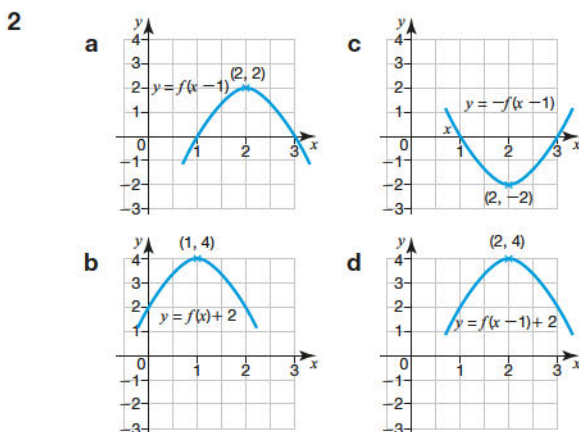 2
a
y
4
3
2
1
0
−1
−2
−3
1
2
3
x
y = f(x − 1)
(2, 2)
c
y
4
3
2
1
0
−1
−2
−3
x
1
2
3
x
y = −f(x − 1)
(2, −2)
b
y
4
3
2
1
0
−1
−2
−3
1
2
3
x
(1, 4)
y = f(x) + 2
d
y
4
3
2
1
0
−1
−2
−3
1
2
3
x
(2, 4)
y = f(x − 1) + 2